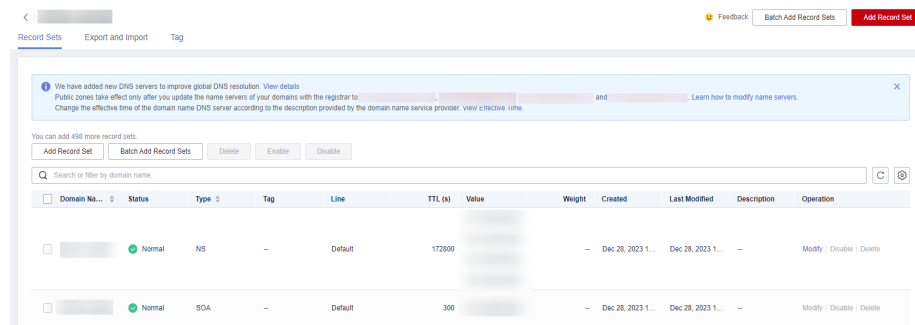 Feedback Batch Add Record Sets Add Record Set
Record Sets Export and Import Tag
We have added new DNS servers to improve global DNS resolution. View details
Public zones take effect only after you update the name servers of your domains with the registrar to , and . Learn how to modify name servers.
Change the effective time of the domain name DNS server according to the description provided by the domain name service provider. View Effective Time.
You can add 498 more record sets.
Add Record Set Batch Add Record Sets Delete Enable Disable
Search or filter by domain name.
Domain Na... Status Type Tag Line TTL (s) Value Weight Created Last Modified Description Operation
Normal NS -- Default 172800 -- Dec 28, 2023 1... Dec 28, 2023 1... -- Modify Disable Delete
Normal SOA -- Default 300 -- Dec 28, 2023 1... Dec 28, 2023 1... -- Modify Disable Delete